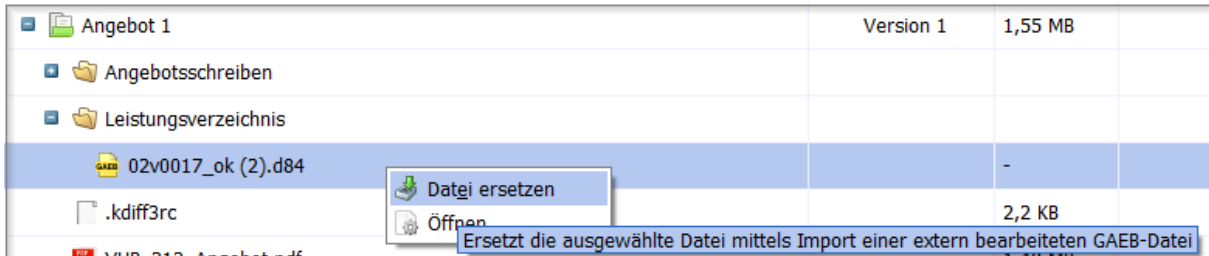 Angebot 1 Version 1 1,55 MB
Angebotsschreiben
Leistungsverzeichnis
GAEB 02v0017_ok (2).d84 -
Datei ersetzen
.kdiff3rc 2,2 KB
Öffnen
Ersetzt die ausgewählte Datei mittels Import einer extern bearbeiteten GAEB-Datei